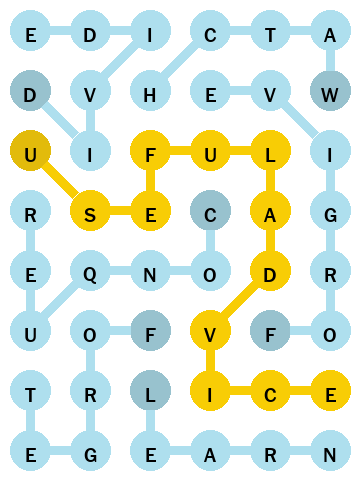 E D I C T A
D V H E V W
U I F U L I
R S E C A G
E Q N O D R
U O F V F O
T R L I C E
E G E A R N